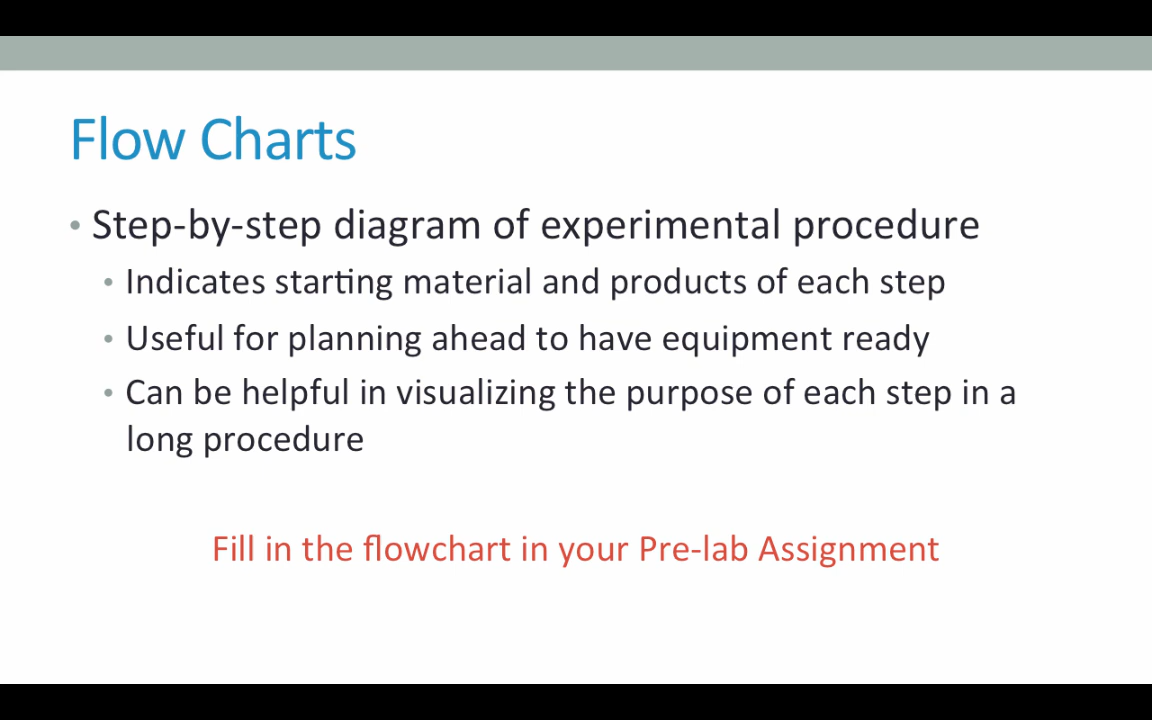 Flow Charts
• Step-by-step diagram of experimental procedure
• Indicates starting material and products of each step
• Useful for planning ahead to have equipment ready
• Can be helpful in visualizing the purpose of each step in a
long procedure
Fill in the flowchart in your Pre-lab Assignment